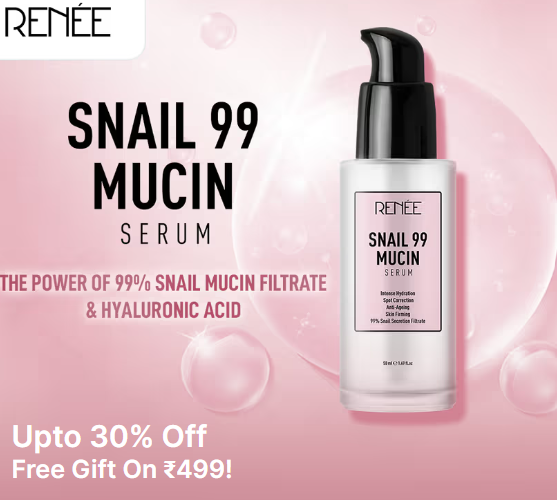 RENÉE
SNAIL 99
MUCIN
SERUM
THE POWER OF 99% SNAIL MUCIN FILTRATE
& HYALURONIC ACID
RENÉE
SNAIL 99
MUCIN
SERUM
Intense Hydration
Spot Correction
Anti-Ageing
Skin Firming
99% Snail Secretion Filtrate
Upto 30% Off
Free Gift On ₹499!